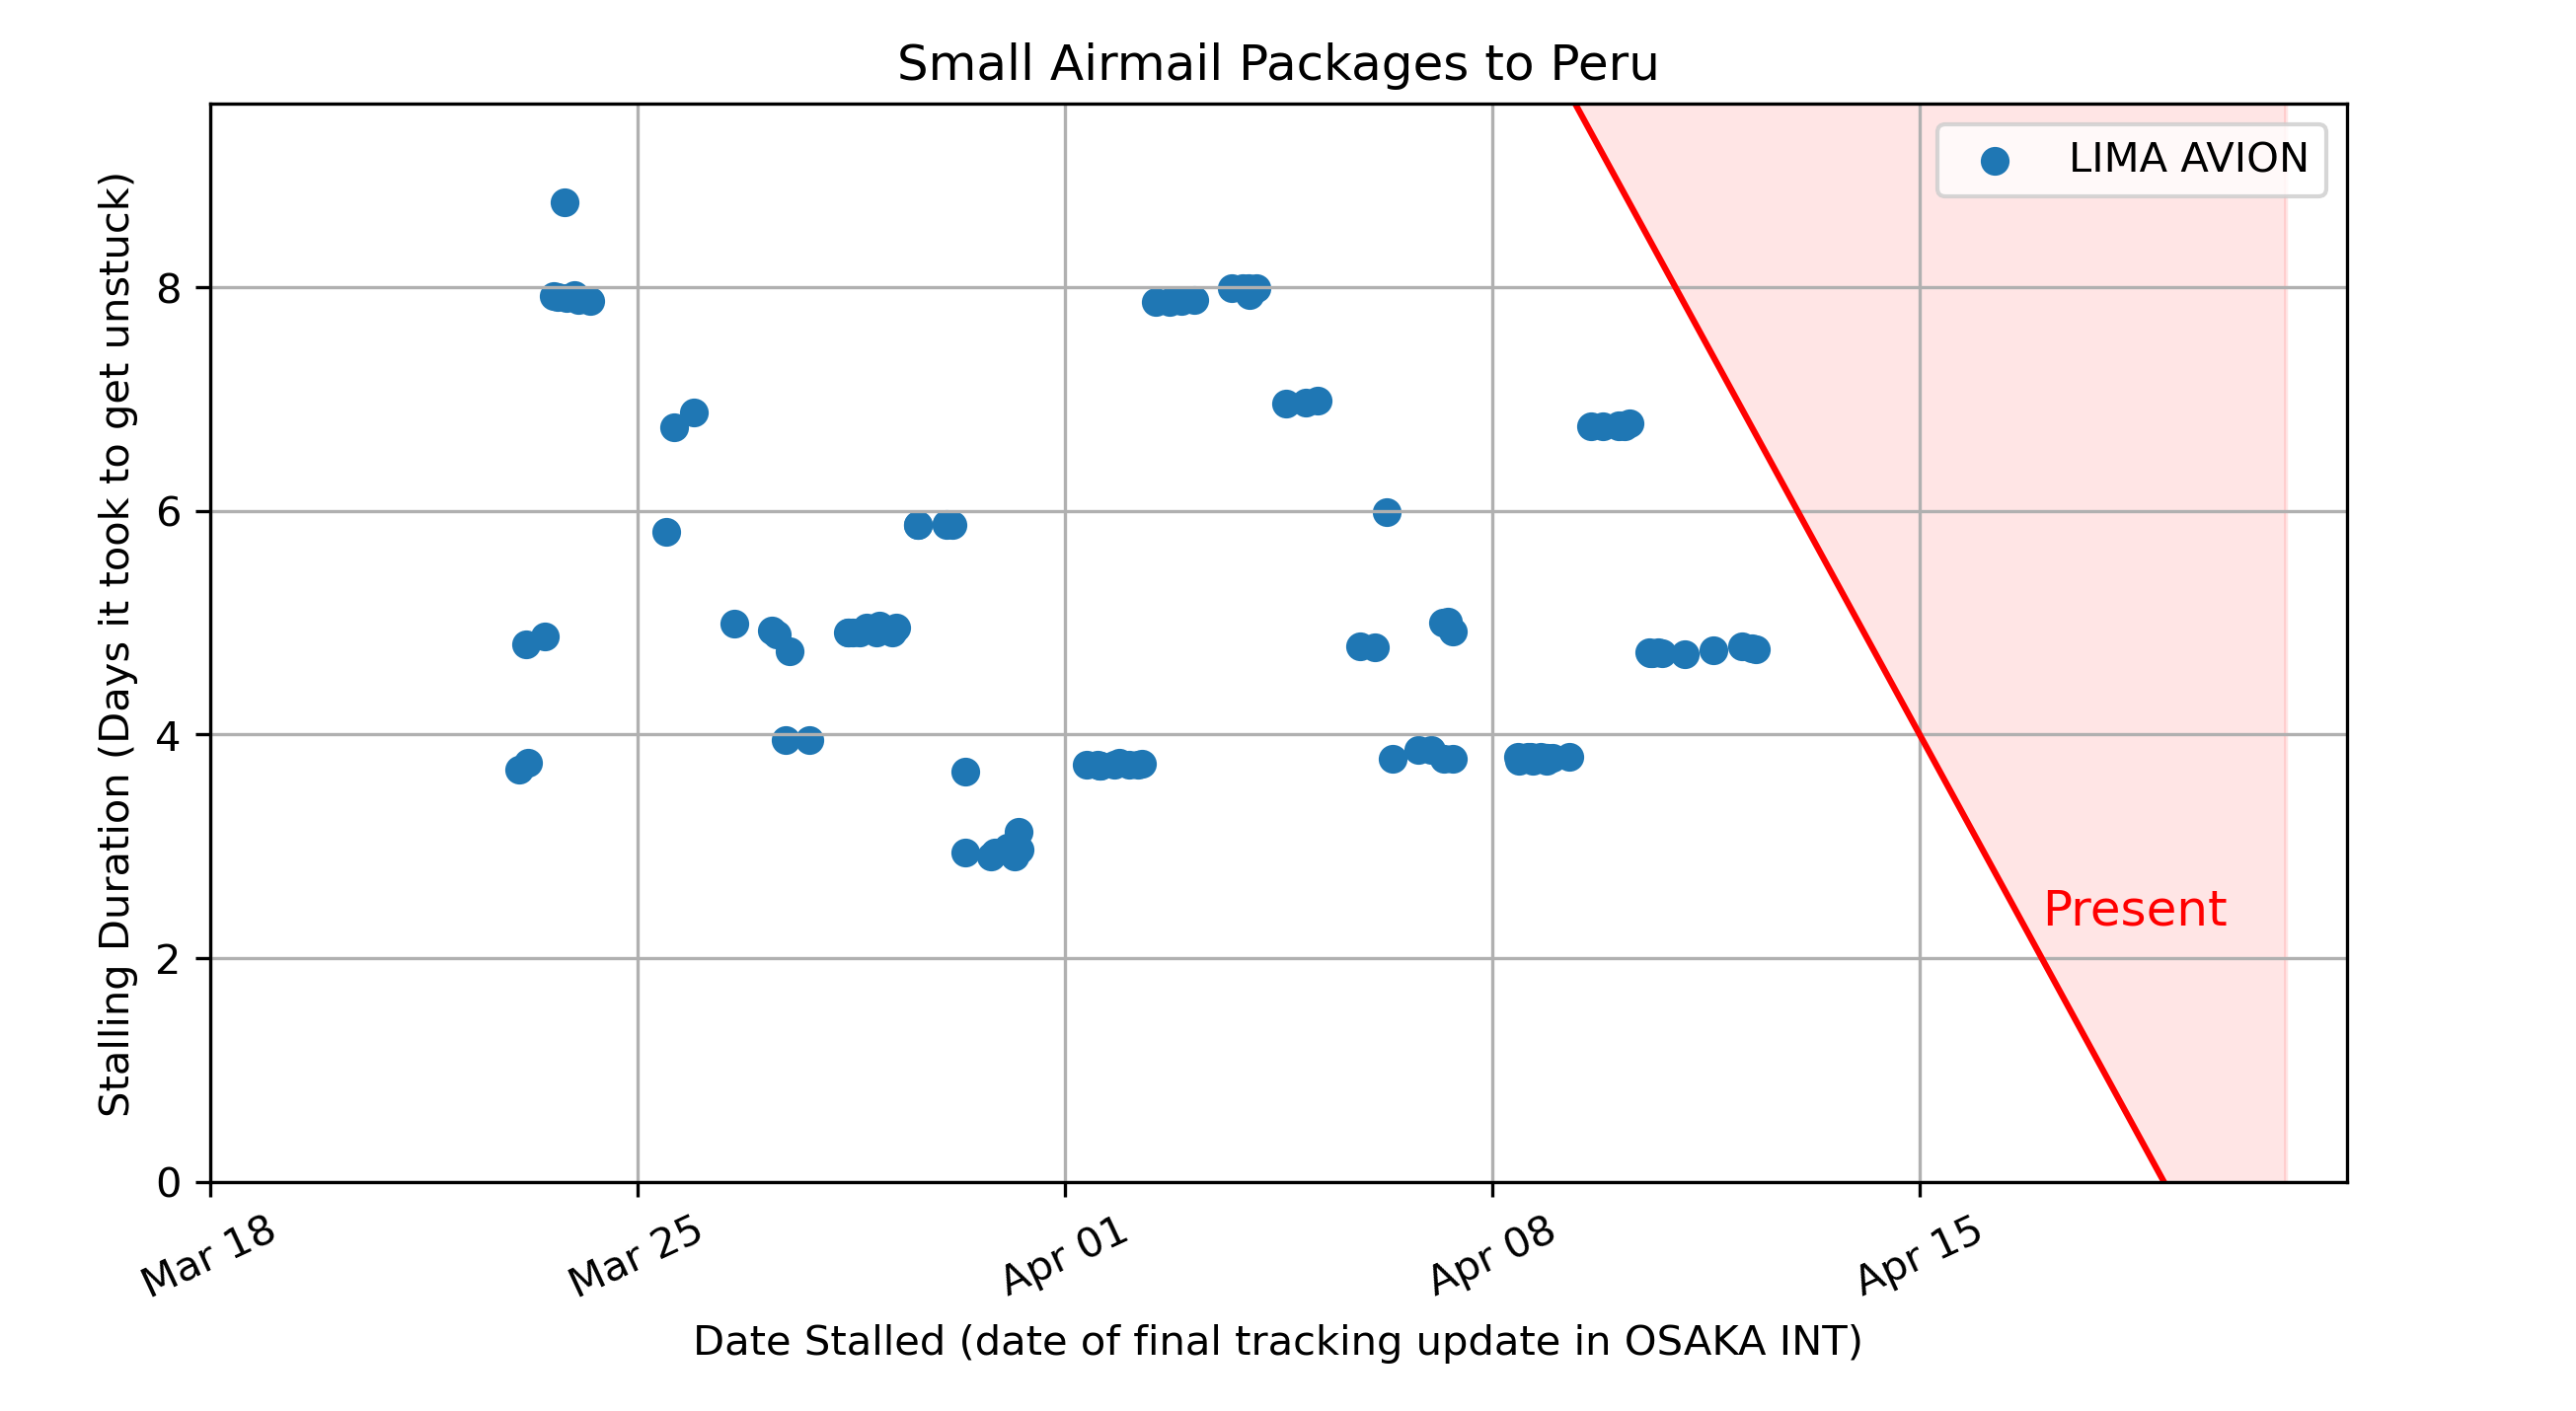 Small Airmail Packages to Peru
LIMA AVION
Stalling Duration (Days it took to get unstuck)
8
6
4
2
0
Present
Mar 18
Mar 25
Apr 01
Apr 08
Apr 15
Date Stalled (date of final tracking update in OSAKA INT)